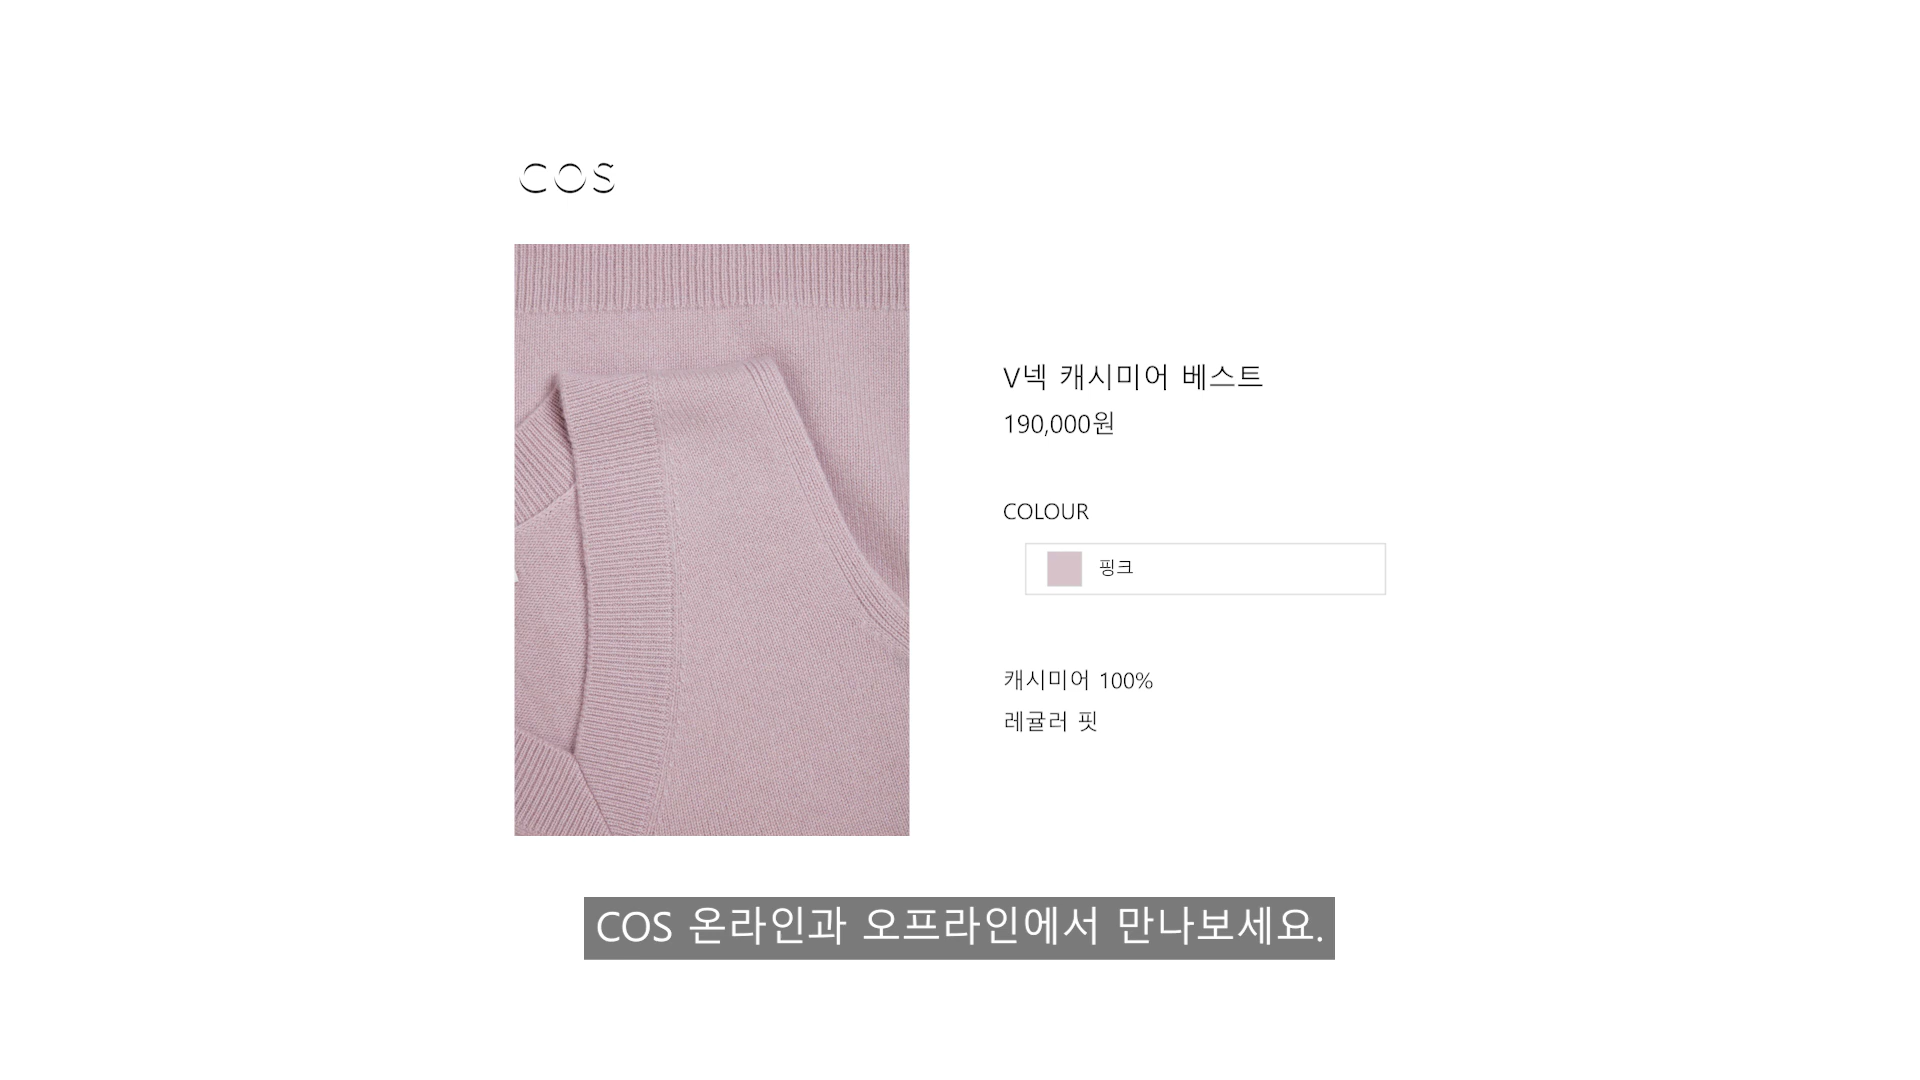 COS
V넥 캐시미어 베스트
190,000원
COLOUR
핑크
캐시미어 100%
레귤러 핏
COS 온라인과 오프라인에서 만나보세요.